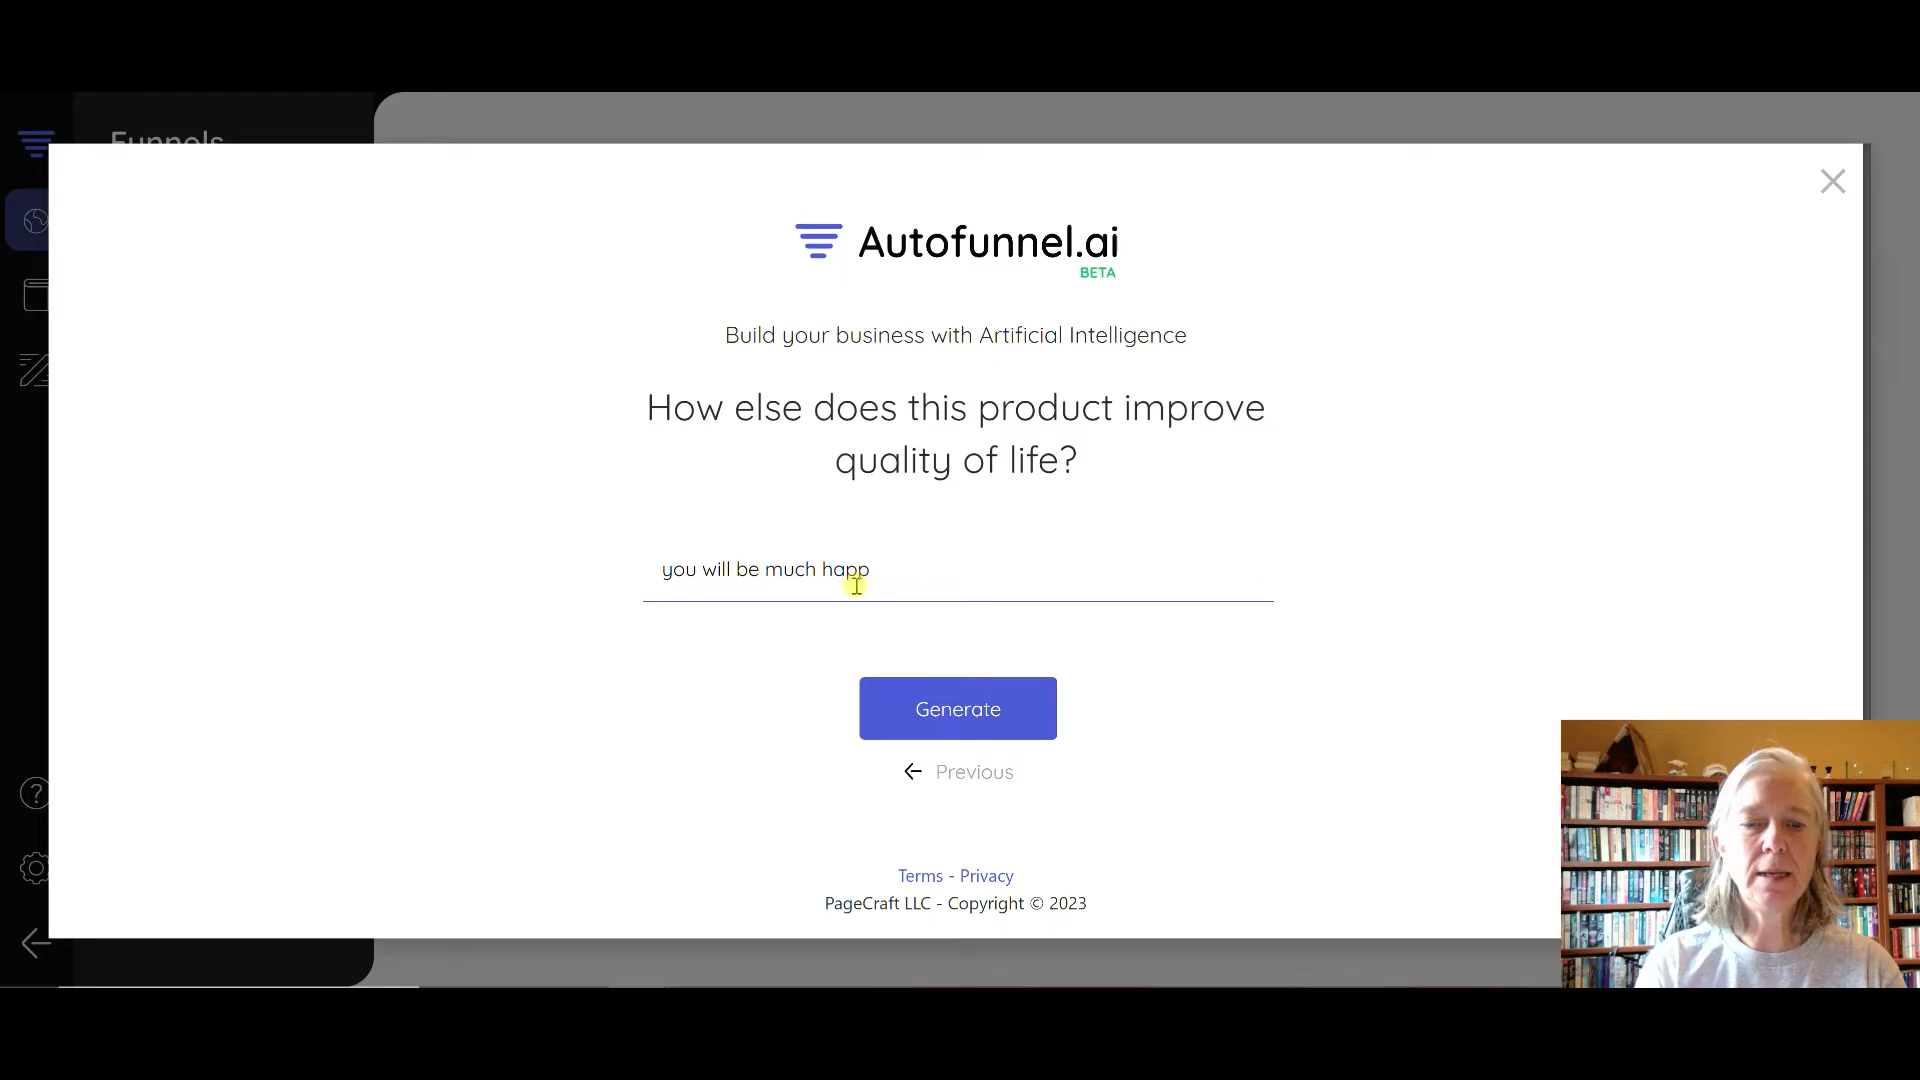 Funnels
Autofunnel.ai
BETA
Build your business with Artificial Intelligence
How else does this product improve
quality of life?
you will be much happ
Generate
Previous
Terms - Privacy
PageCraft LLC - Copyright © 2023